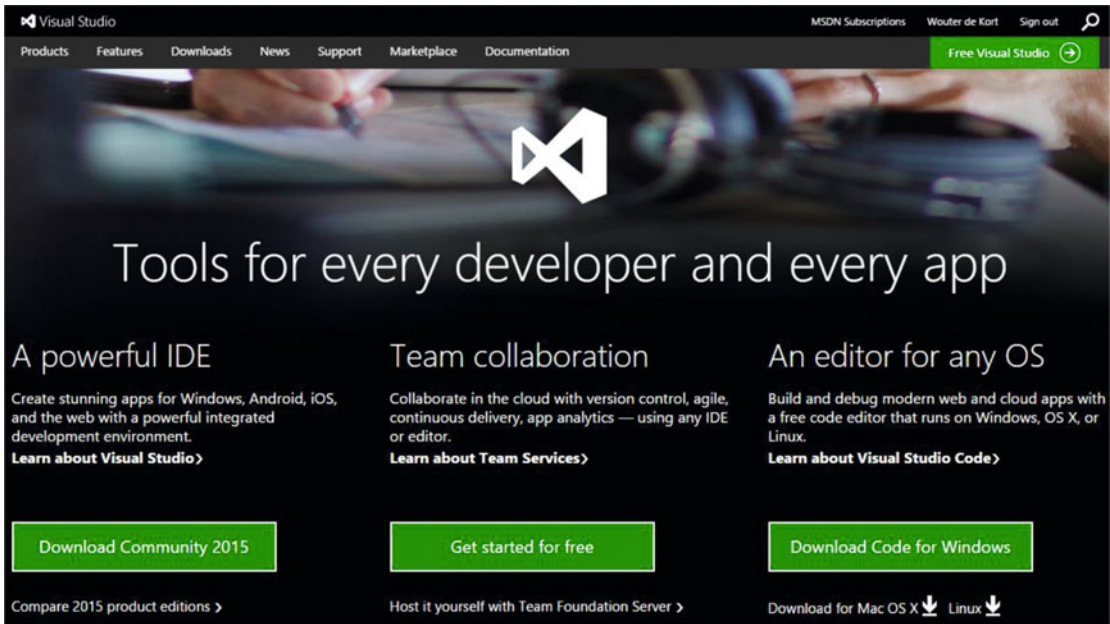 Visual Studio
MSDN Subscriptions Wouter de Kort Sign out
Products Features Downloads News Support Marketplace Documentation
Free Visual Studio
Tools for every developer and every app
A powerful IDE
Create stunning apps for Windows, Android, iOS,
and the web with a powerful integrated
development environment.
Learn about Visual Studio>
Download Community 2015
Compare 2015 product editions >
Team collaboration
Collaborate in the cloud with version control, agile,
continuous delivery, app analytics — using any IDE
or editor.
Learn about Team Services>
Get started for free
Host it yourself with Team Foundation Server >
An editor for any OS
Build and debug modern web and cloud apps with
a free code editor that runs on Windows, OS X, or
Linux.
Learn about Visual Studio Code>
Download Code for Windows
Download for Mac OS X Linux